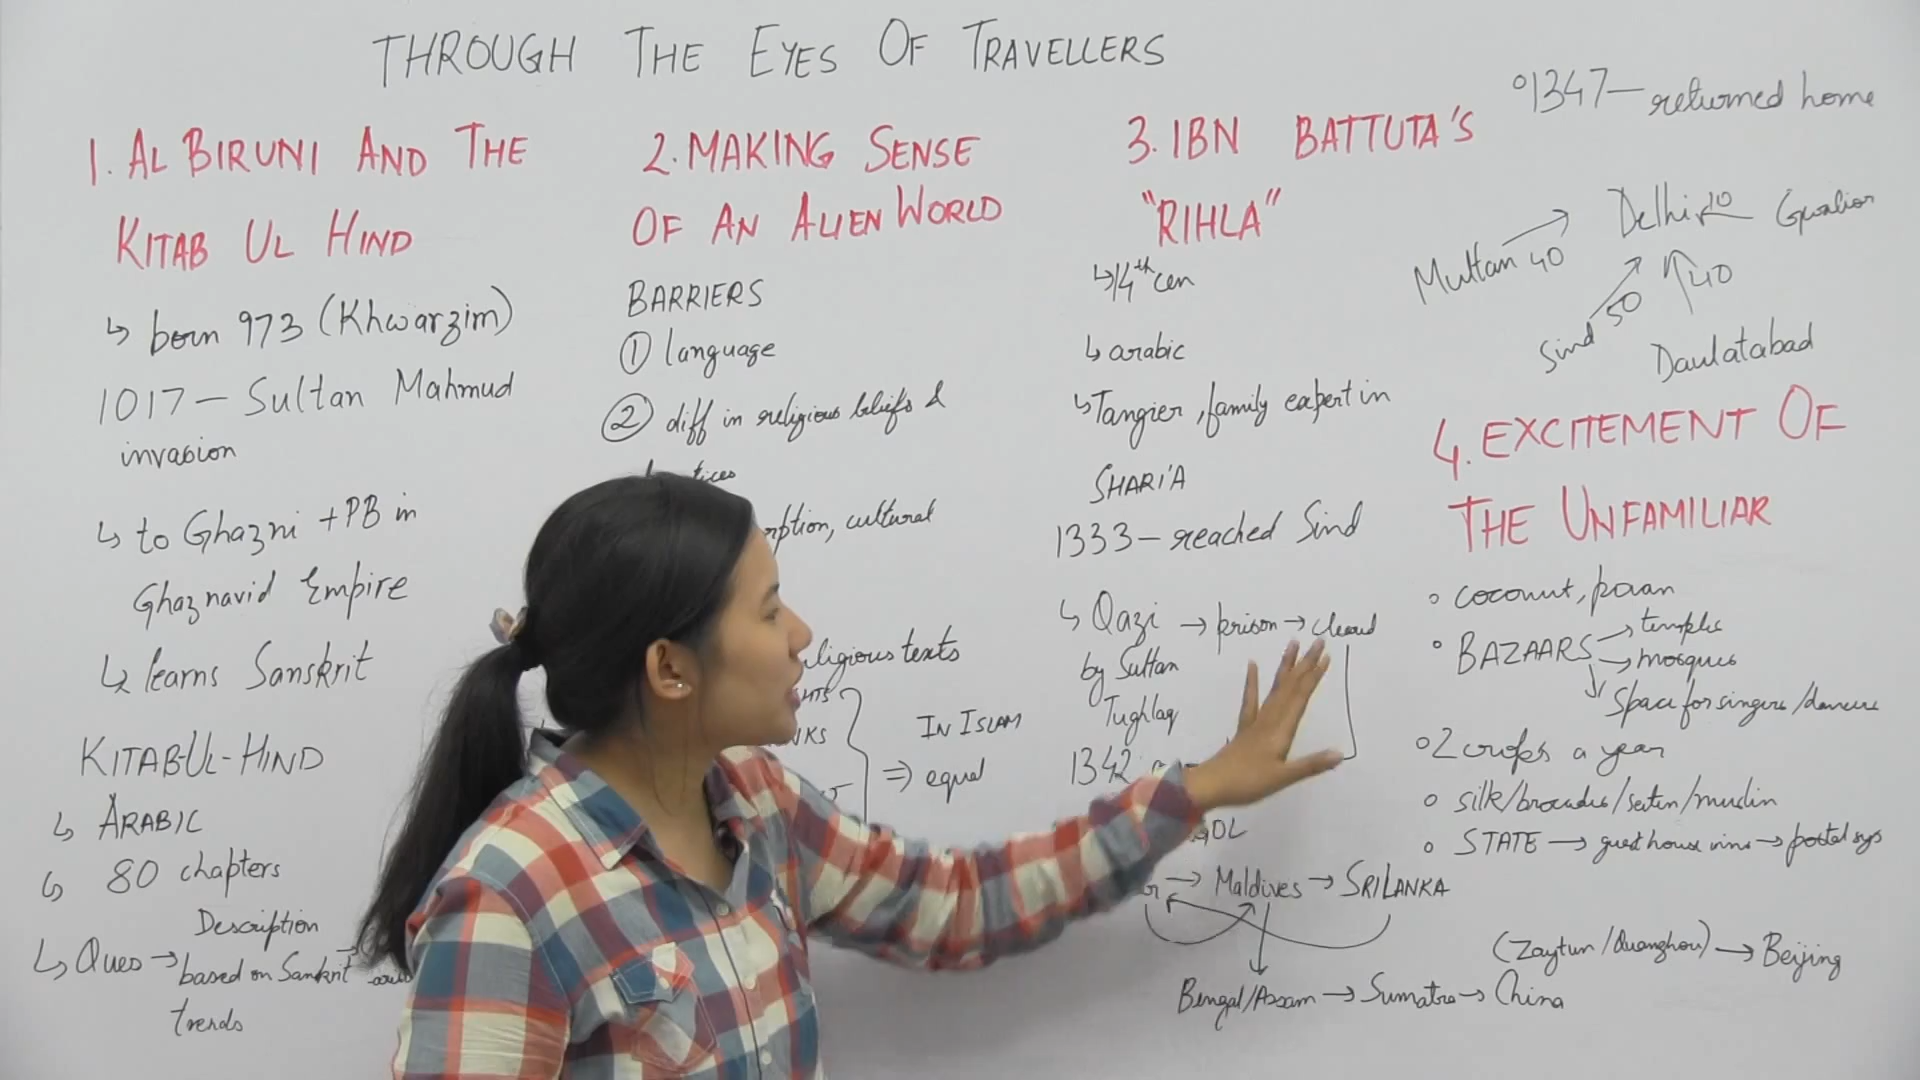 THROUGH THE EYES OF TRAVELLERS
1. AL BIRUNI AND THE
KITAB UL HIND
↳ born 973 (Khwarzim)
1017 — Sultan Mahmud
invasion
↳ to Ghazni + PB in
Ghaznavid Empire
↳ learns Sanskrit
KITAB-UL-HIND
↳ ARABIC
↳ 80 chapters
Description
↳ Ques → based on Sanskrit →
trends
2. MAKING SENSE
OF AN ALIEN WORLD
BARRIERS
① language
② diff in religious beliefs &
cultural
texts
IN ISLAM
⇒ equal
3. IBN BATTUTA'S
"RIHLA"
↳ 14th cen
↳ arabic
↳ Tangier, family expert in
SHARI'A
1333 — reached Sind
↳ Qazi → prison →
by Sultan
Tughlaq
1342
→ Maldives → SRILANKA
Bengal/Assam → Sumatra → China
(Zaytun/Quanzhou) → Beijing
°1347 — returned home
Delhi 10 Gwalior
Multan 40
Sind 50
40
Daulatabad
4. EXCITEMENT OF
THE UNFAMILIAR
° coconut, paan
° BAZAARS → temples
→ mosques
Space for singers/dancers
° 2 crops a year
° silk/brocades/satin/muslin
° STATE → guest house inns → postal sys